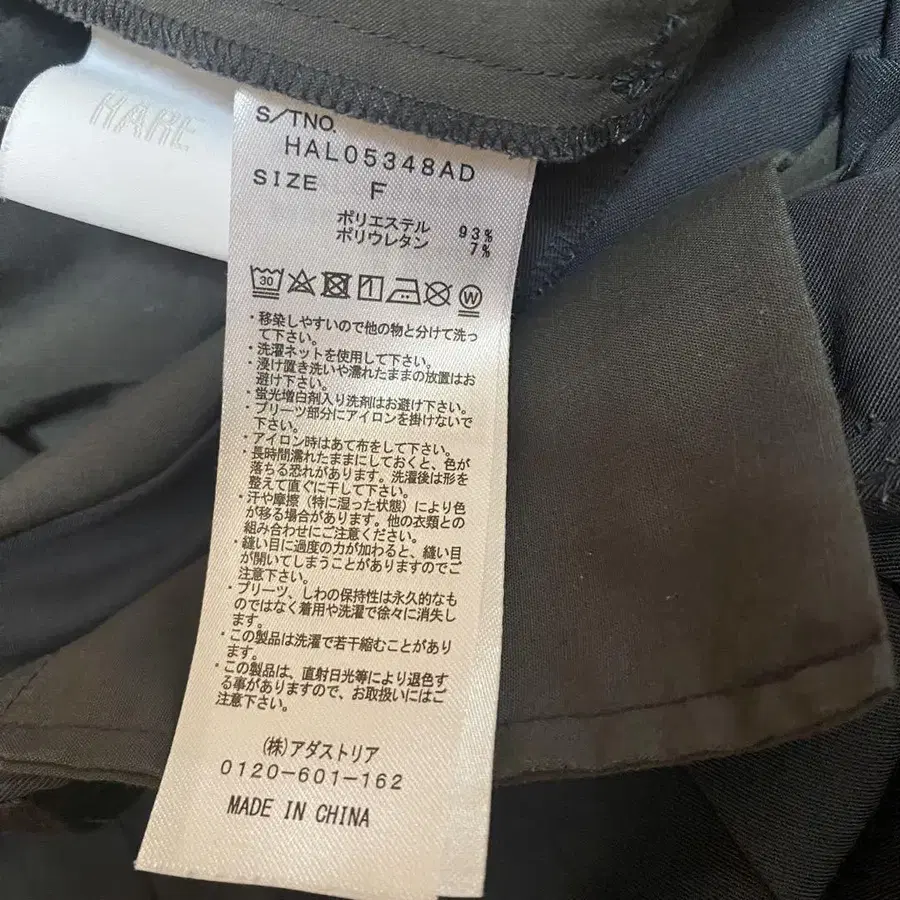 HARE
S/TNO.
HAL05348AD
SIZE F
ポリエステル 93%
ポリウレタン 7%
30 W
・移染しやすいので他の物と分けて洗っ
て下さい。
・洗濯ネットを使用して下さい。
・浸け置き洗いや濡れたままの放置はお
避け下さい。
・蛍光増白剤入り洗剤はお避け下さい。
・プリーツ部分にアイロンを掛けないで
下さい。
・アイロン時はあて布をして下さい。
・長時間濡れたままにしておくと、色が
落ちる恐れがあります。洗濯後は形を
整えて直ぐに干して下さい。
・汗や摩擦（特に湿った状態）により色
が移る場合があります。他の衣類との
組み合わせにご注意ください。
・縫い目に過度の力が加わると、縫い目
が開いてしまうことがありますのでご
注意下さい。
・プリーツ、しわの保持性は永久的なも
のではなく着用や洗濯で徐々に消失し
ます。
・この製品は洗濯で若干縮むことがあり
ます。
・この製品は、直射日光等により退色す
る事がありますので、お取扱いにはご
注意下さい。
(株)アダストリア
0120-601-162
MADE IN CHINA